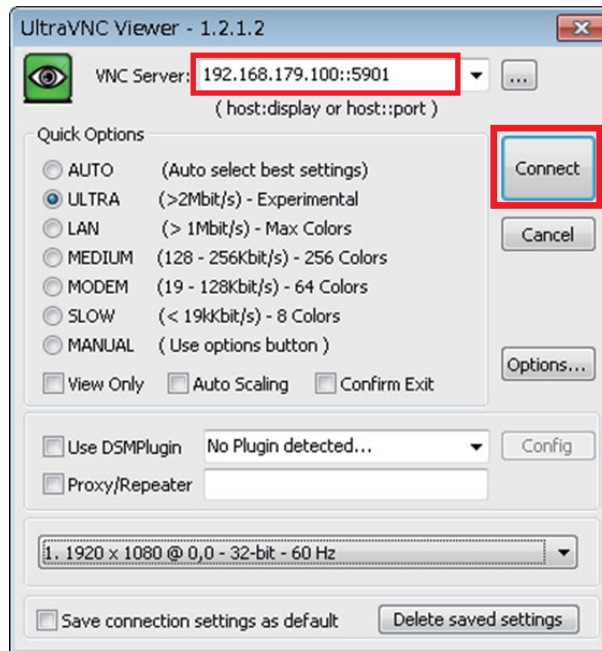 UltraVNC Viewer - 1.2.1.2
VNC Server: 192.168.179.100::5901 ...
( host:display or host::port )
Quick Options
AUTO (Auto select best settings)
ULTRA (>2Mbit/s) - Experimental
LAN (> 1Mbit/s) - Max Colors
MEDIUM (128 - 256Kbit/s) - 256 Colors
MODEM (19 - 128Kbit/s) - 64 Colors
SLOW (< 19kKbit/s) - 8 Colors
MANUAL ( Use options button )
View Only Auto Scaling Confirm Exit
Connect
Cancel
Options...
Use DSMPlugin No Plugin detected... Config
Proxy/Repeater
1. 1920 x 1080 @ 0,0 - 32-bit - 60 Hz
Save connection settings as default Delete saved settings